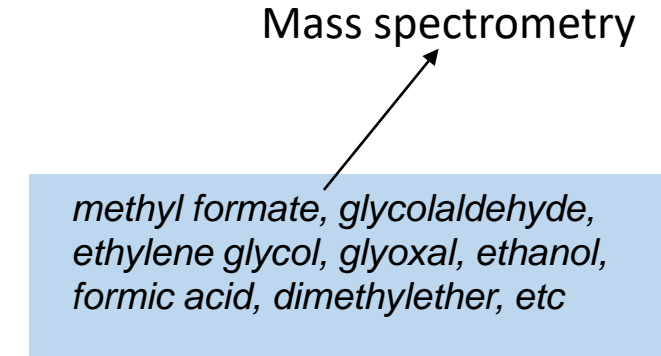 Mass spectrometry
methyl formate, glycolaldehyde,
ethylene glycol, glyoxal, ethanol,
formic acid, dimethylether, etc